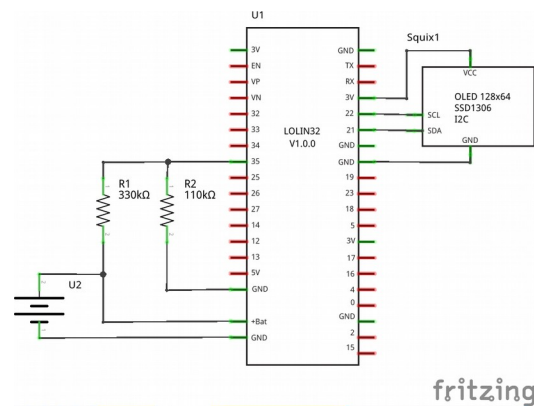 U1
3V
EN
VP
VN
32
33
34
35
25
26
27
14
12
13
5V
GND
+Bat
GND
LOLIN32
V1.0.0
GND
TX
RX
3V
22
21
GND
GND
19
23
18
5
3V
17
16
4
0
GND
2
15
Squix1
VCC
OLED 128x64
SSD1306
I2C
SCL
SDA
GND
R1
330kΩ
R2
110kΩ
U2
fritzing